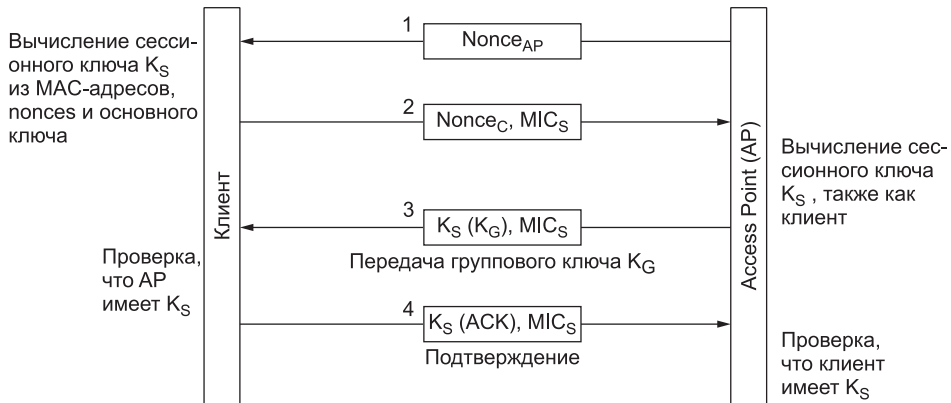 1
Nonce_AP
Вычисление сесси-
онного ключа K_S
из MAC-адресов,
nonces и основного
ключа
2
Nonce_C, MIC_S
Вычисление сес-
сионного ключа
K_S , также как
клиент
Клиент
Access Point (AP)
3
K_S (K_G), MIC_S
Передача группового ключа K_G
Проверка,
что AP
имеет K_S
4
K_S (ACK), MIC_S
Подтверждение
Проверка,
что клиент
имеет K_S